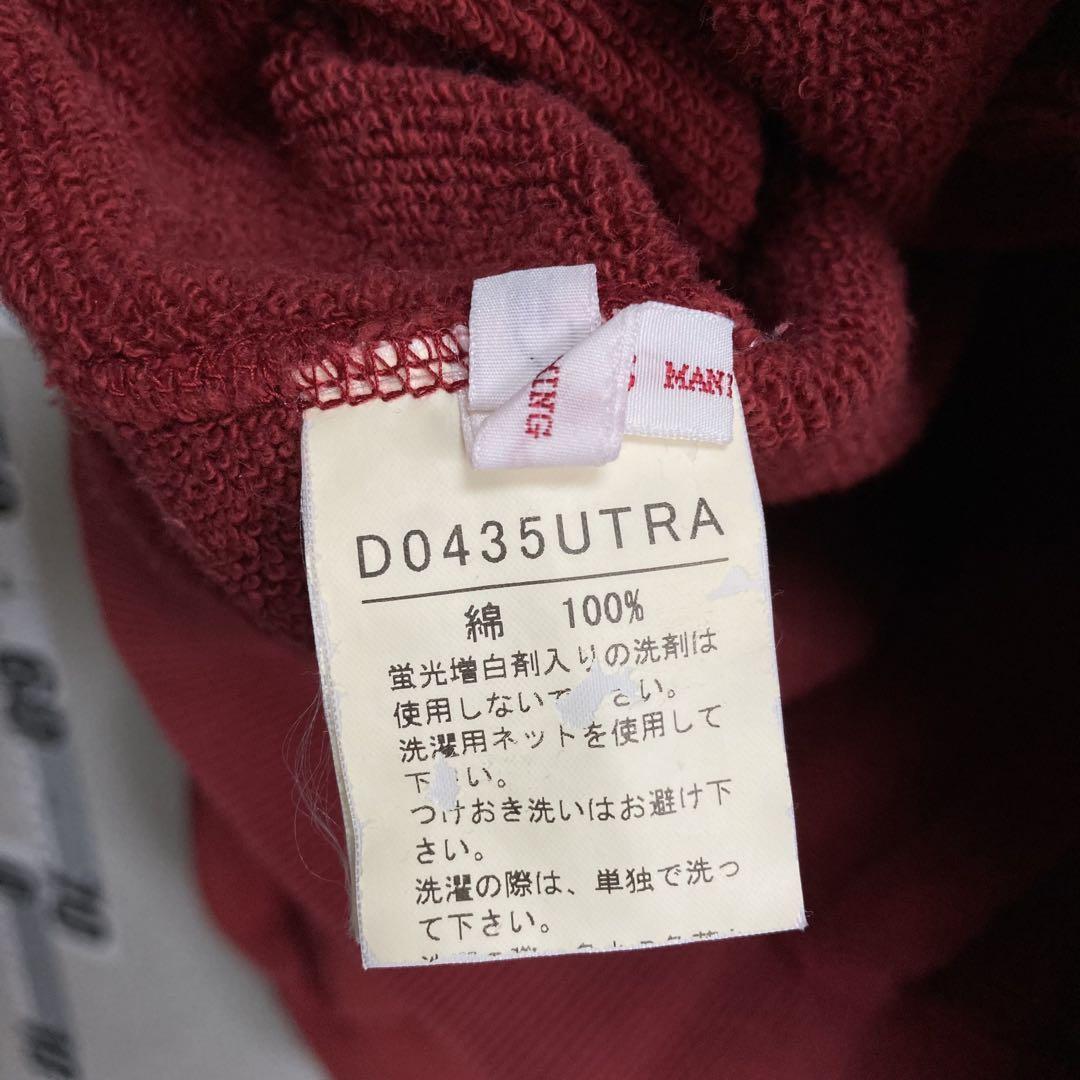 MAN
D0435UTRA
綿 100%
蛍光増白剤入りの洗剤は
使用しないで下さい。
洗濯用ネットを使用して
下さい。
つけおき洗いはお避け下
さい。
洗濯の際は、単独で洗っ
て下さい。